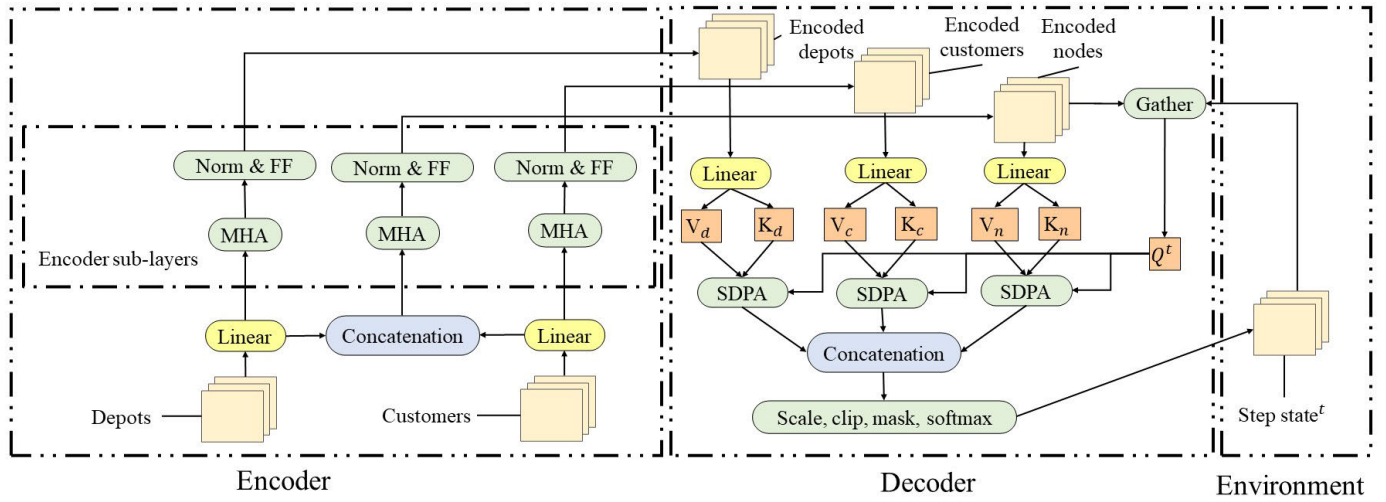 Encoded
depots
Encoded
customers
Encoded
nodes
Gather
Norm & FF
Norm & FF
Norm & FF
Linear
Linear
Linear
MHA
MHA
MHA
V_d
K_d
V_c
K_c
V_n
K_n
Q^t
Encoder sub-layers
SDPA
SDPA
SDPA
Linear
Concatenation
Linear
Concatenation
Depots
Customers
Scale, clip, mask, softmax
Step state^t
Encoder
Decoder
Environment